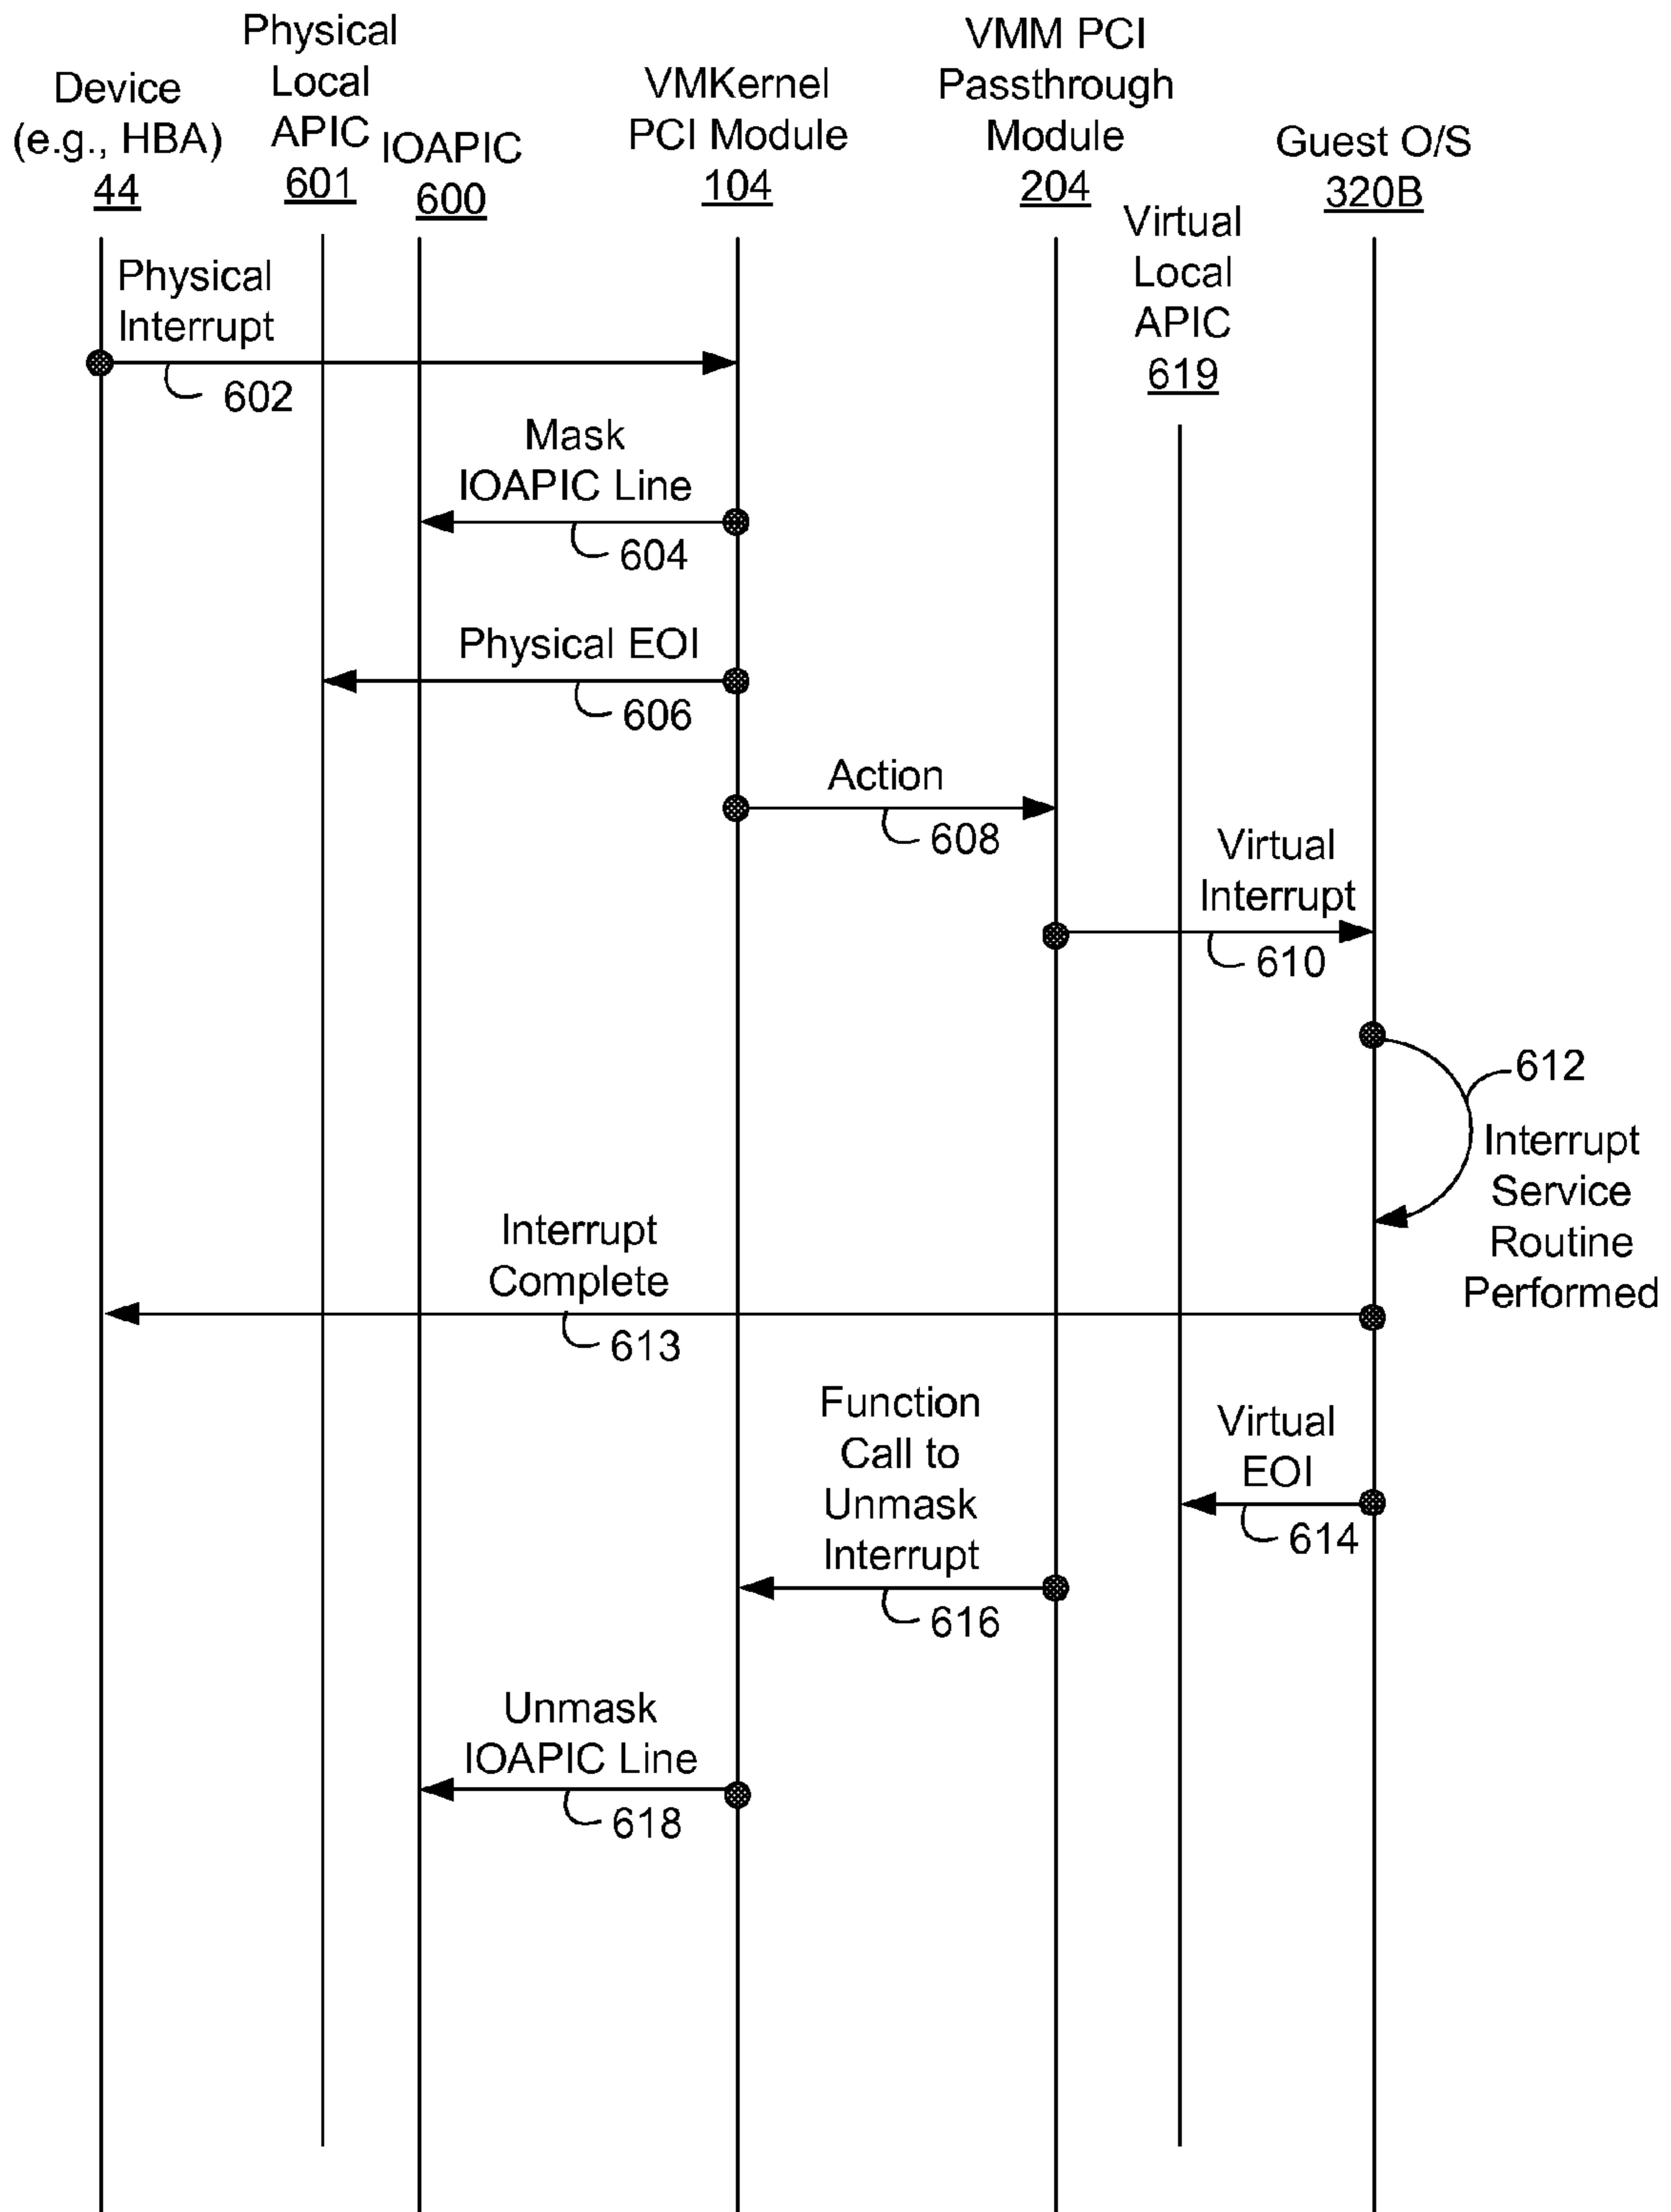 Device
(e.g., HBA)
44
Physical
Local
APIC
601
IOAPIC
600
VMKernel
PCI Module
104
VMM PCI
Passthrough
Module
204
Virtual
Local
APIC
619
Guest O/S
320B
Physical
Interrupt
602
Mask
IOAPIC Line
604
Physical EOI
606
Action
608
Virtual
Interrupt
610
612
Interrupt
Service
Routine
Performed
Interrupt
Complete
613
Virtual
EOI
614
Function
Call to
Unmask
Interrupt
616
Unmask
IOAPIC Line
618